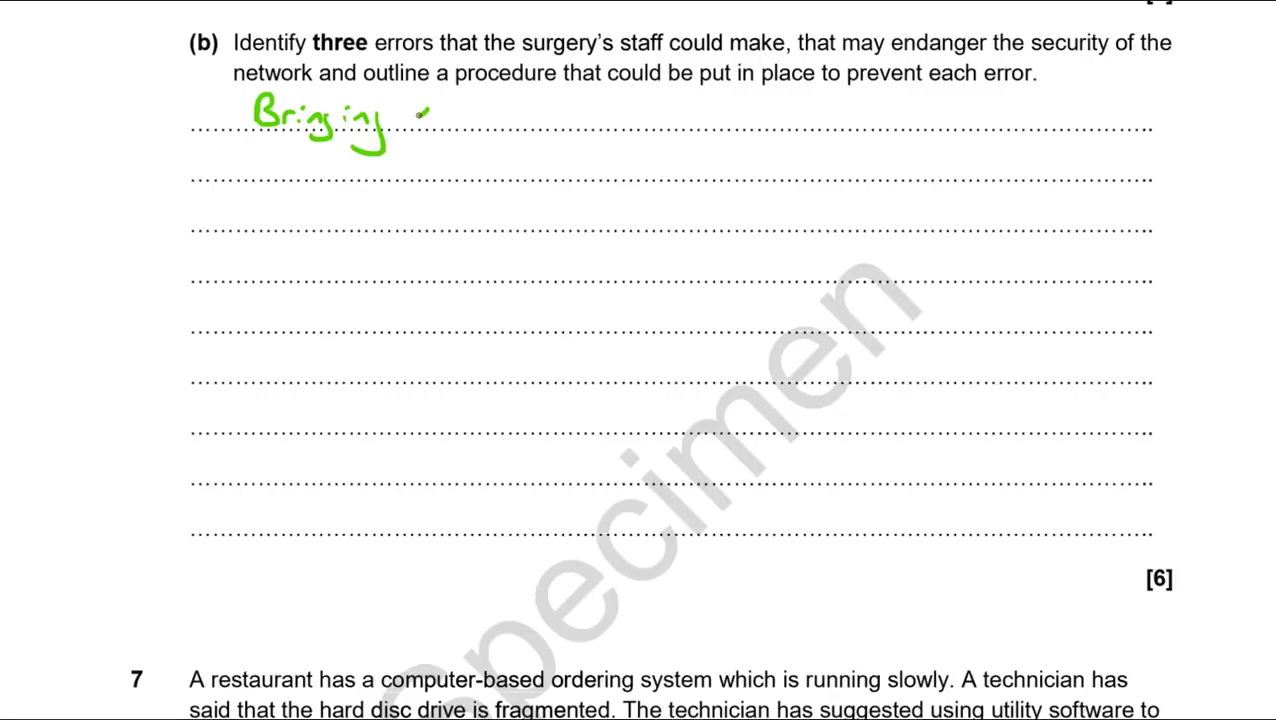 (b) Identify three errors that the surgery's staff could make, that may endanger the security of the
network and outline a procedure that could be put in place to prevent each error.
Bringing
Specimen
[6]
7 A restaurant has a computer-based ordering system which is running slowly. A technician has
said that the hard disc drive is fragmented. The technician has suggested using utility software to